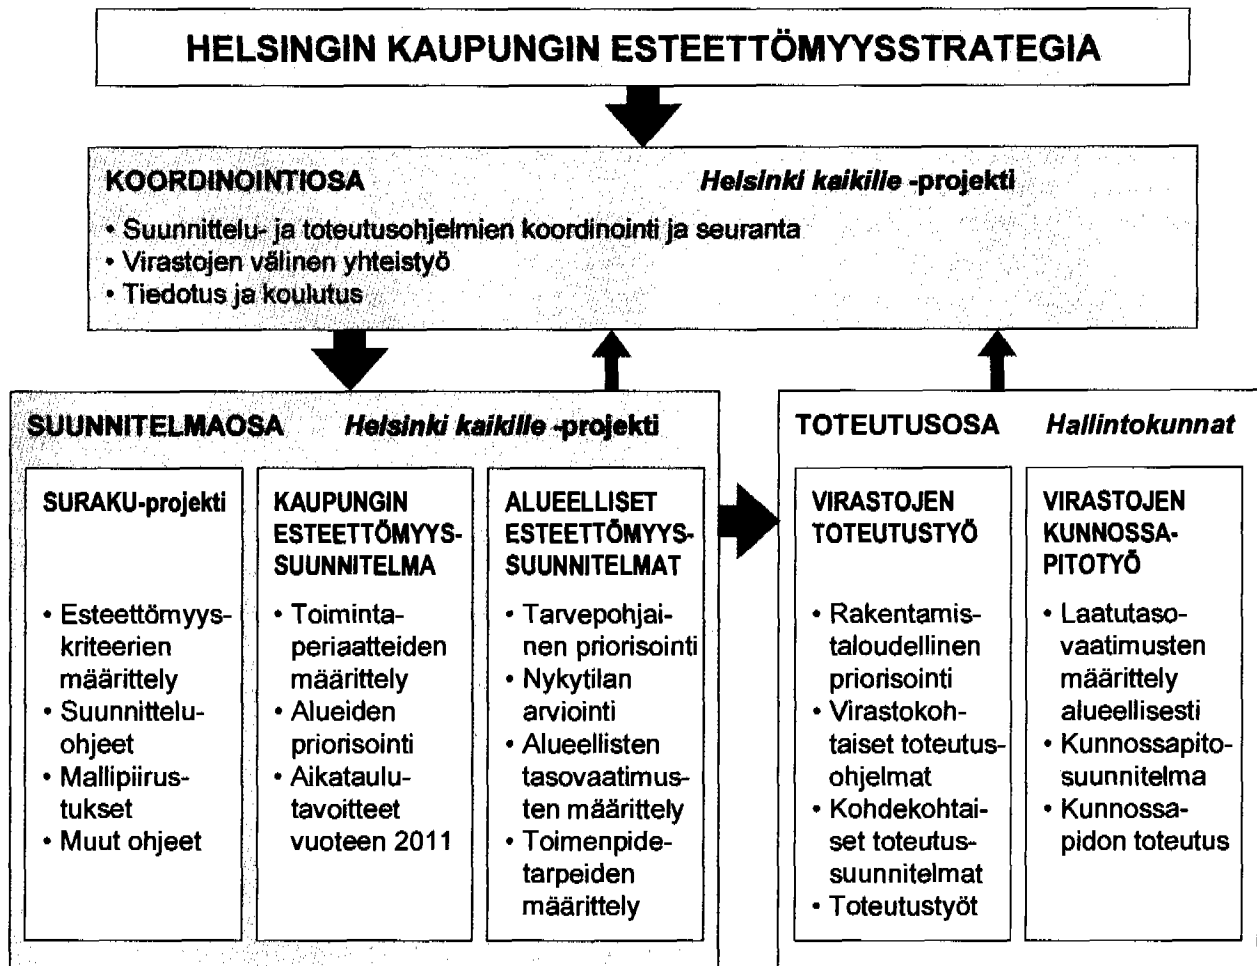 HELSINGIN KAUPUNGIN ESTEETTÖMYYSSTRATEGIA
KOORDINOINTIOSA Helsinki kaikille -projekti
• Suunnittelu- ja toteutusohjelmien koordinointi ja seuranta
• Virastojen välinen yhteistyö
• Tiedotus ja koulutus
SUUNNITELMAOSA Helsinki kaikille -projekti
SURAKU-projekti
• Esteettömyys-
kriteerien
määrittely
• Suunnittelu-
ohjeet
• Mallipiirus-
tukset
• Muut ohjeet
KAUPUNGIN
ESTEETTÖMYYS-
SUUNNITELMA
• Toiminta-
periaatteiden
määrittely
• Alueiden
priorisointi
• Aikataulu-
tavoitteet
vuoteen 2011
ALUEELLISET
ESTEETTÖMYYS-
SUUNNITELMAT
• Tarvepohjai-
nen priorisointi
• Nykytilan
arviointi
• Alueellisten
tasovaatimus-
ten määrittely
• Toimenpide-
tarpeiden
määrittely
TOTEUTUSOSA Hallintokunnat
VIRASTOJEN
TOTEUTUSTYÖ
• Rakentamis-
taloudellinen
priorisointi
• Virastokoh-
taiset toteutus-
ohjelmat
• Kohdekohtai-
set toteutus-
suunnitelmat
• Toteutustyöt
VIRASTOJEN
KUNNOSSA-
PITOTYÖ
• Laatutaso-
vaatimusten
määrittely
alueellisesti
• Kunnossapito-
suunnitelma
• Kunnossa-
pidon toteutus